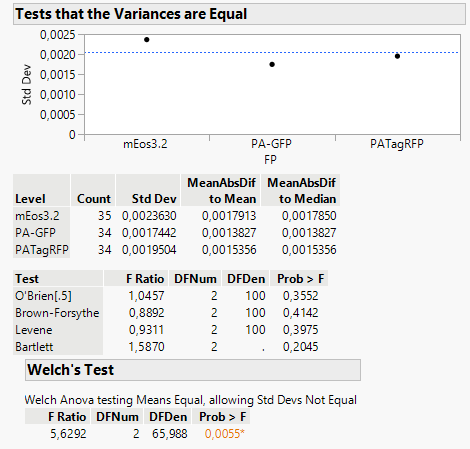 Tests that the Variances are Equal
0,0025
0,0020
0,0015
0,0010
0,0005
0
Std Dev
mEos3.2 PA-GFP PATagRFP
FP
MeanAbsDif MeanAbsDif
Level Count Std Dev to Mean to Median
mEos3.2 35 0,0023630 0,0017913 0,0017850
PA-GFP 34 0,0017442 0,0013827 0,0013827
PATagRFP 34 0,0019504 0,0015356 0,0015356
Test F Ratio DFNum DFDen Prob > F
O'Brien[.5] 1,0457 2 100 0,3552
Brown-Forsythe 0,8892 2 100 0,4142
Levene 0,9311 2 100 0,3975
Bartlett 1,5870 2 . 0,2045
Welch's Test
Welch Anova testing Means Equal, allowing Std Devs Not Equal
F Ratio DFNum DFDen Prob > F
5,6292 2 65,988 0,0055*